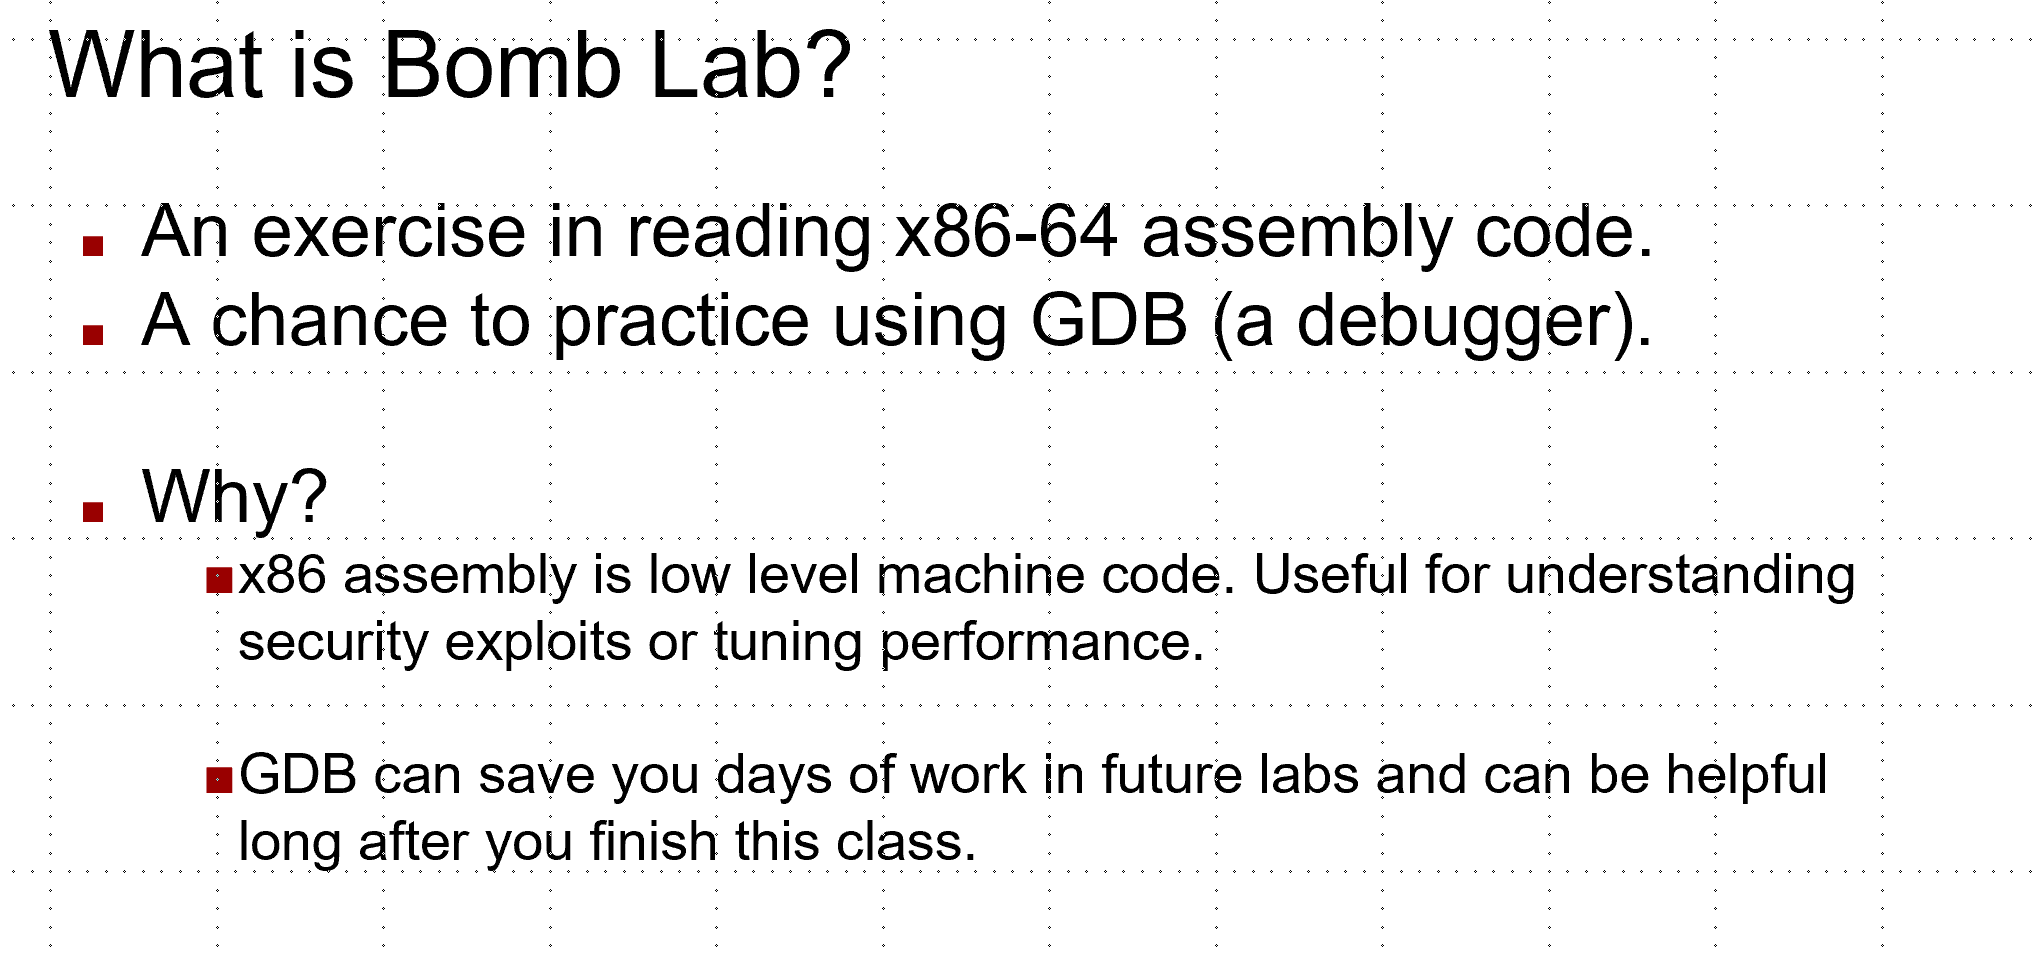 What is Bomb Lab?
An exercise in reading x86-64 assembly code.
A chance to practice using GDB (a debugger).
Why?
x86 assembly is low level machine code. Useful for understanding
security exploits or tuning performance.
GDB can save you days of work in future labs and can be helpful
long after you finish this class.